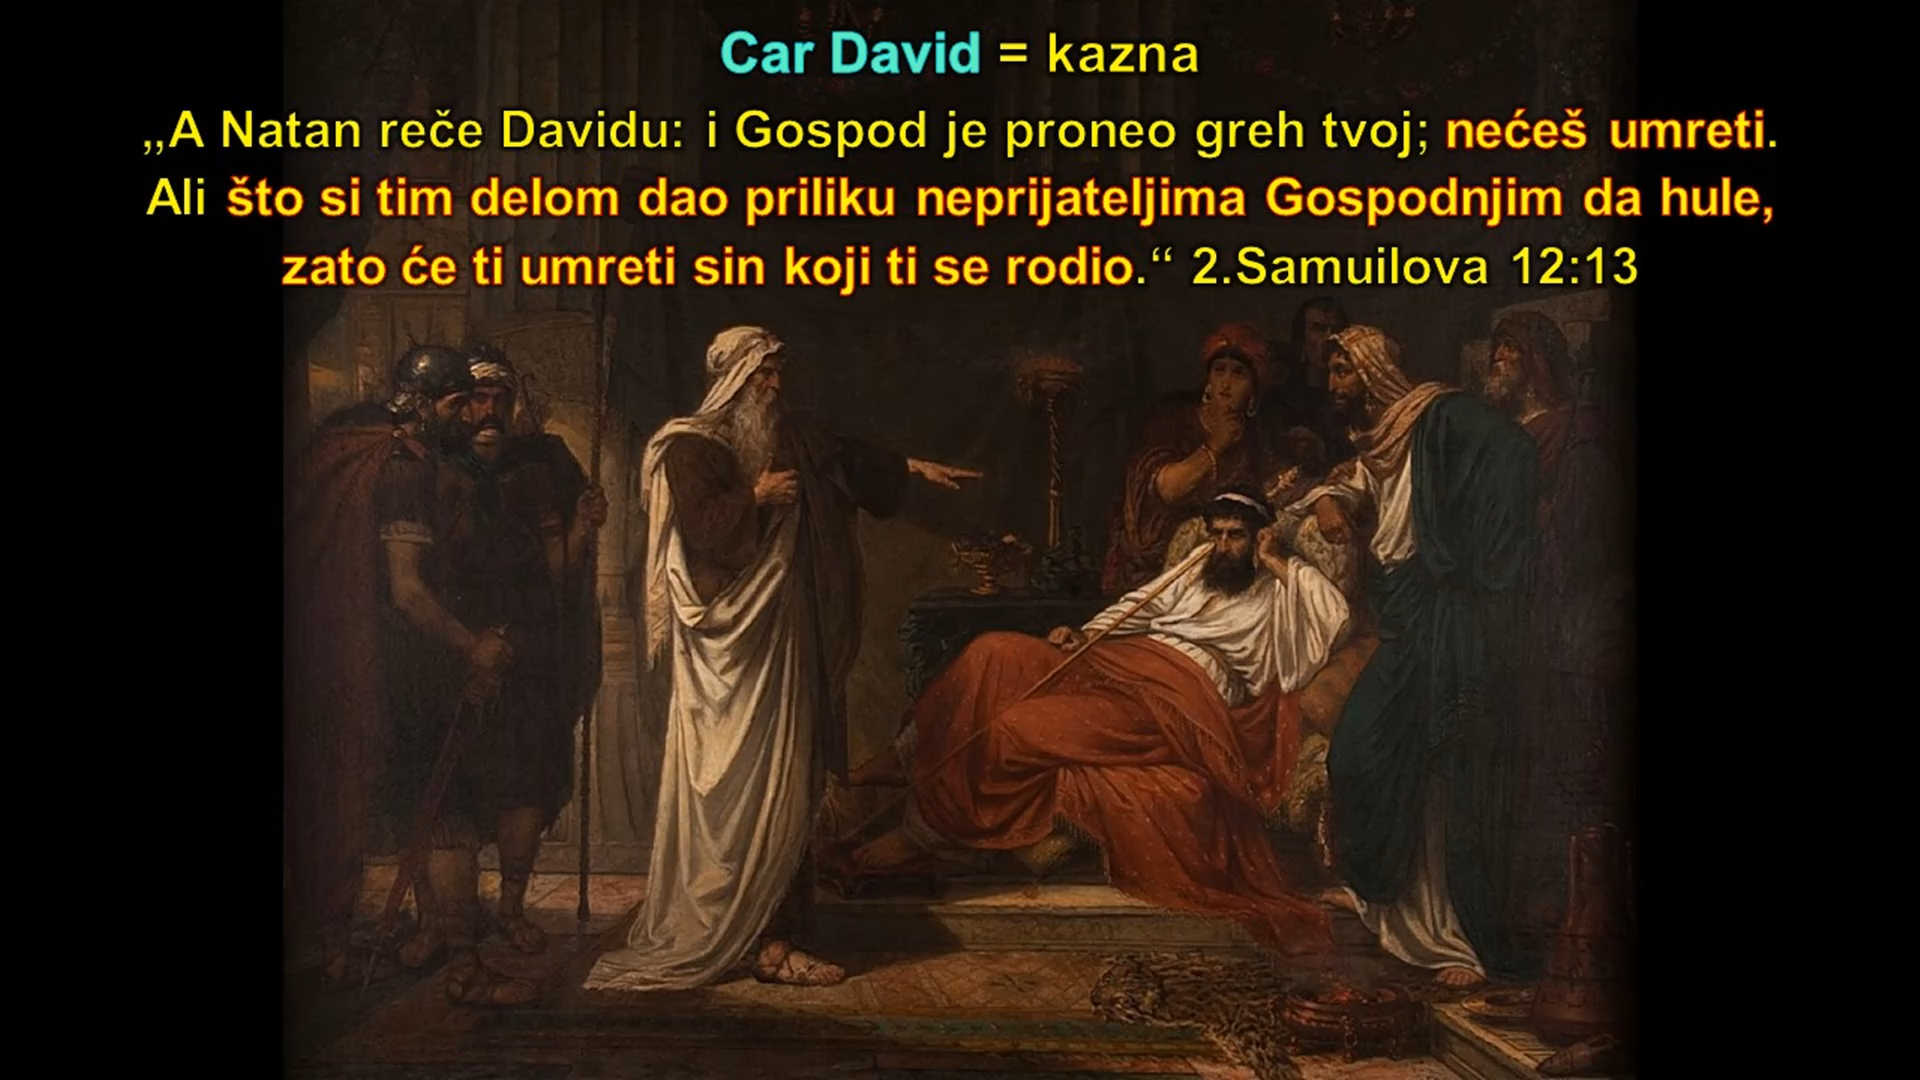 Car David = kazna
„A Natan reče Davidu: i Gospod je proneo greh tvoj; nećeš umreti.
Ali što si tim delom dao priliku neprijateljima Gospodnjim da hule,
zato će ti umreti sin koji ti se rodio.“ 2.Samuilova 12:13